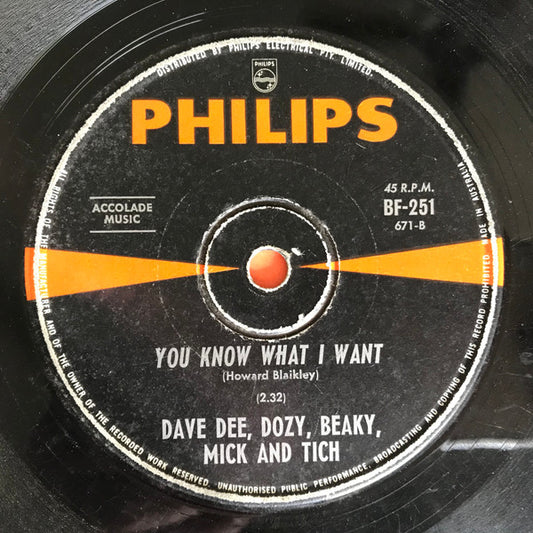 DISTRIBUTED BY PHILIPS ELECTRICAL PTY. LIMITED.
PHILIPS
PHILIPS
ACCOLADE
MUSIC
45 R.P.M.
BF-251
671-B
YOU KNOW WHAT I WANT
(Howard Blaikley)
(2.32)
DAVE DEE, DOZY, BEAKY,
MICK AND TICH
ALL RIGHTS OF THE MANUFACTURER AND OF THE OWNER OF THE RECORDED WORK RESERVED. UNAUTHORISED PUBLIC PERFORMANCE, BROADCASTING AND COPYING OF THIS RECORD PROHIBITED. MADE IN AUSTRALIA